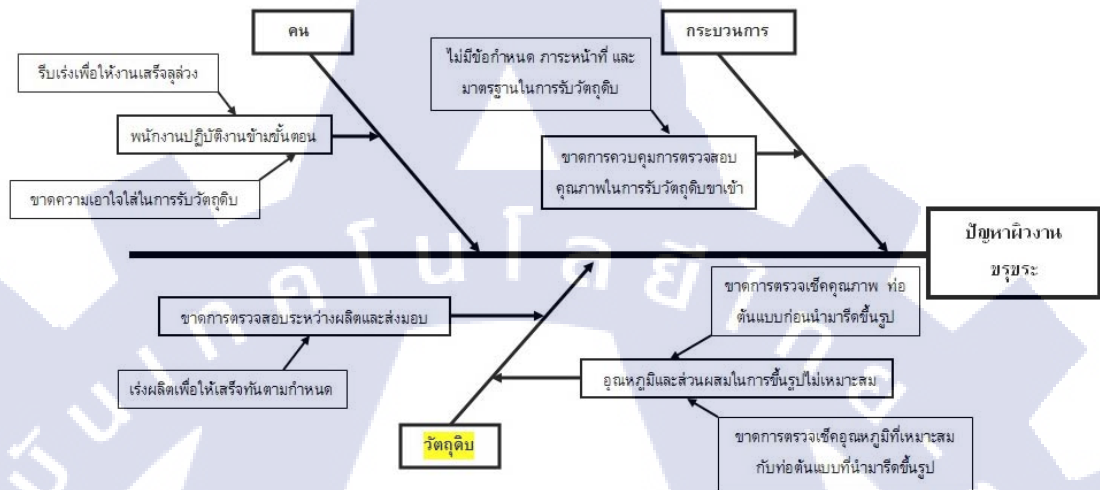 คน
กระบวนการ
รีบเร่งเพื่อให้งานเสร็จลุล่วง
ไม่มีข้อกำหนด ภาระหน้าที่ และ
มาตรฐานในการรับวัตถุดิบ
พนักงานปฏิบัติงานข้ามขั้นตอน
ขาดการควบคุมการตรวจสอบ
คุณภาพในการรับวัตถุดิบขาเข้า
ขาดความเอาใจใส่ในการรับวัตถุดิบ
ปัญหาผิวงาน
ขรุขระ
ขาดการตรวจเช็คคุณภาพ ท่อ
ต้นแบบก่อนนำมารีดขึ้นรูป
ขาดการตรวจสอบระหว่างผลิตและส่งมอบ
เร่งผลิตเพื่อให้เสร็จทันตามกำหนด
อุณหภูมิและส่วนผสมในการขึ้นรูปไม่เหมาะสม
วัตถุดิบ
ขาดการตรวจเช็คอุณหภูมิที่เหมาะสม
กับท่อต้นแบบที่นำมารีดขึ้นรูป